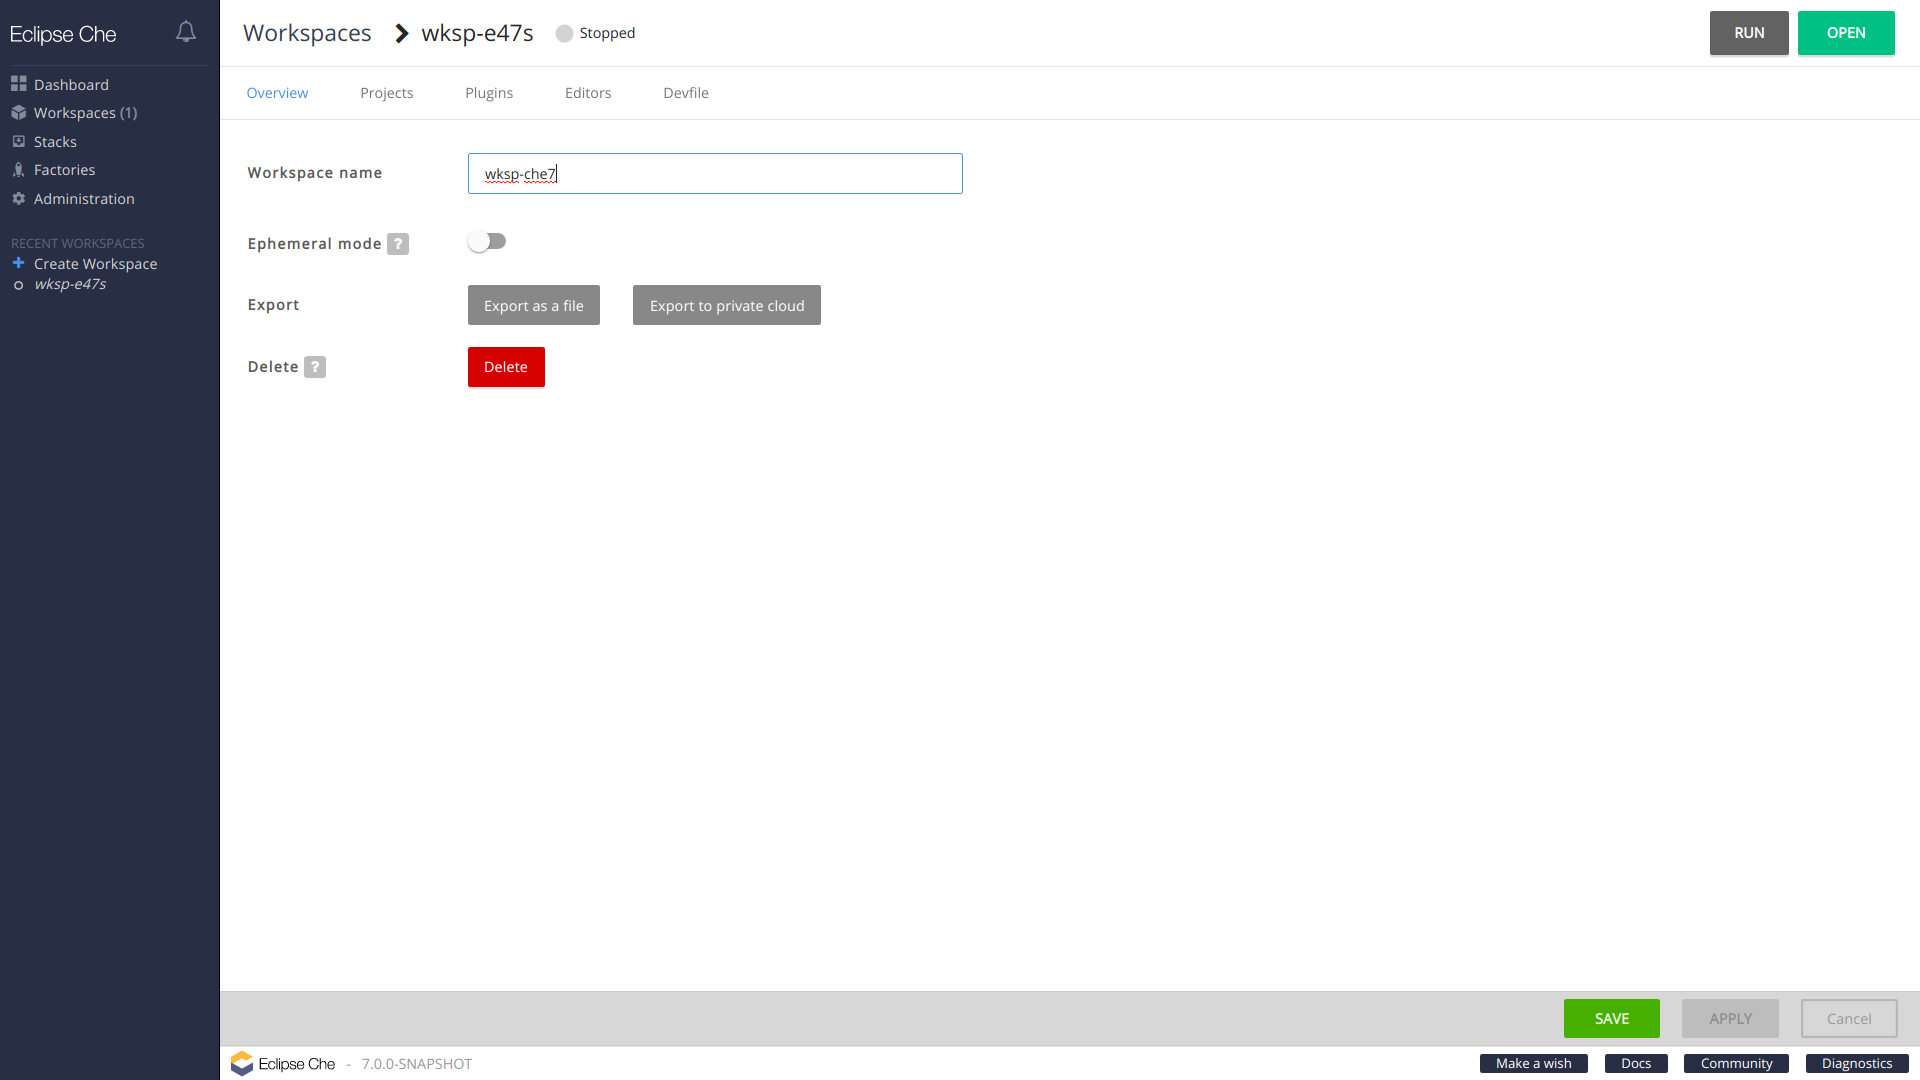 Eclipse Che
Dashboard
Workspaces (1)
Stacks
Factories
Administration
RECENT WORKSPACES
Create Workspace
wksp-e47s
Workspaces wksp-e47s Stopped
RUN OPEN
Overview Projects Plugins Editors Devfile
Workspace name wksp-che7
Ephemeral mode ?
Export Export as a file Export to private cloud
Delete ? Delete
SAVE APPLY Cancel
Eclipse Che - 7.0.0-SNAPSHOT
Make a wish Docs Community Diagnostics